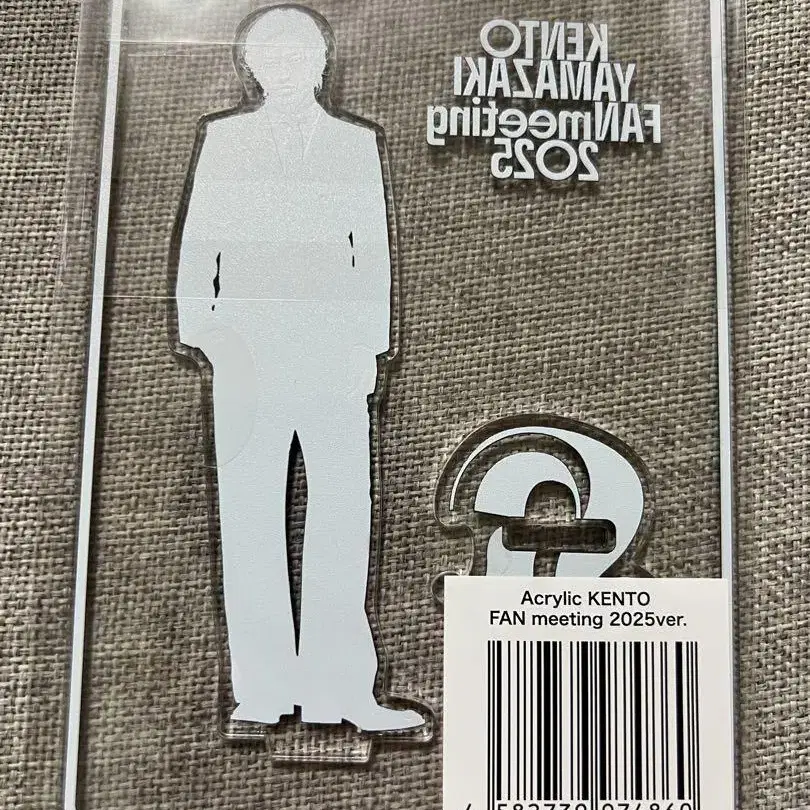 KENTO
YAMAZAKI
FANmeeting
2025
Acrylic KENTO
FAN meeting 2025ver.